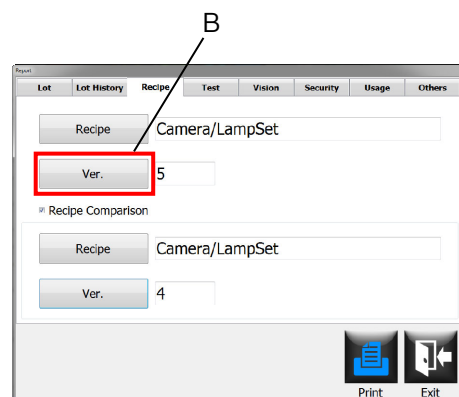 B
Report
Lot Lot History Recipe Test Vision Security Usage Others
Recipe Camera/LampSet
Ver. 5
Recipe Comparison
Recipe Camera/LampSet
Ver. 4
Print Exit